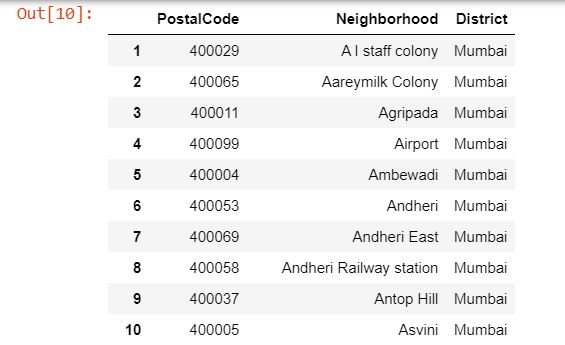 Out[10]:
PostalCode Neighborhood District
1 400029 A I staff colony Mumbai
2 400065 Aareymilk Colony Mumbai
3 400011 Agripada Mumbai
4 400099 Airport Mumbai
5 400004 Ambewadi Mumbai
6 400053 Andheri Mumbai
7 400069 Andheri East Mumbai
8 400058 Andheri Railway station Mumbai
9 400037 Antop Hill Mumbai
10 400005 Asvini Mumbai